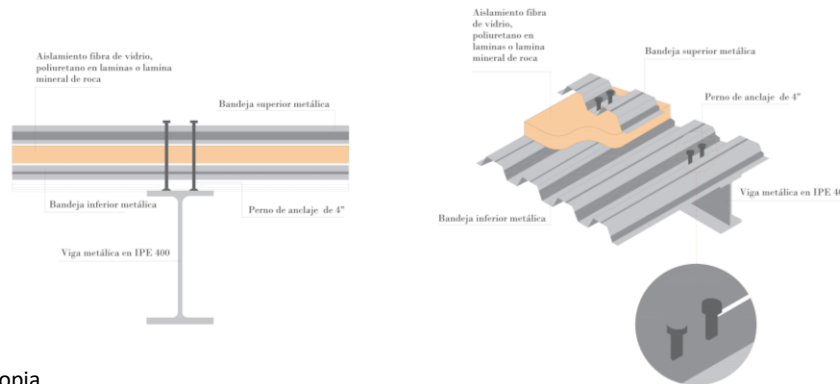 Aislamiento fibra de vidrio,
poliuretano en
laminas o lamina
mineral de roca
Bandeja superior metálica
Perno de anclaje de 4"
Viga metálica en IPE 40
Bandeja inferior metálica
Aislamiento fibra
de vidrio,
poliuretano en
laminas o lamina
mineral de roca
Bandeja superior metálica
Bandeja inferior metálica
Perno de anclaje de 4"
Viga metálica en IPE 400
opia